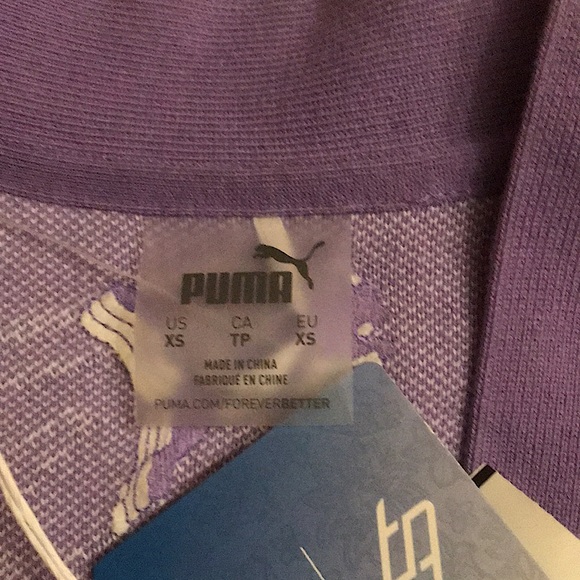 PUMA
US CA EU
XS TP XS
MADE IN CHINA
FABRIQUÉ EN CHINE
PUMA.COM/FOREVERBETTER